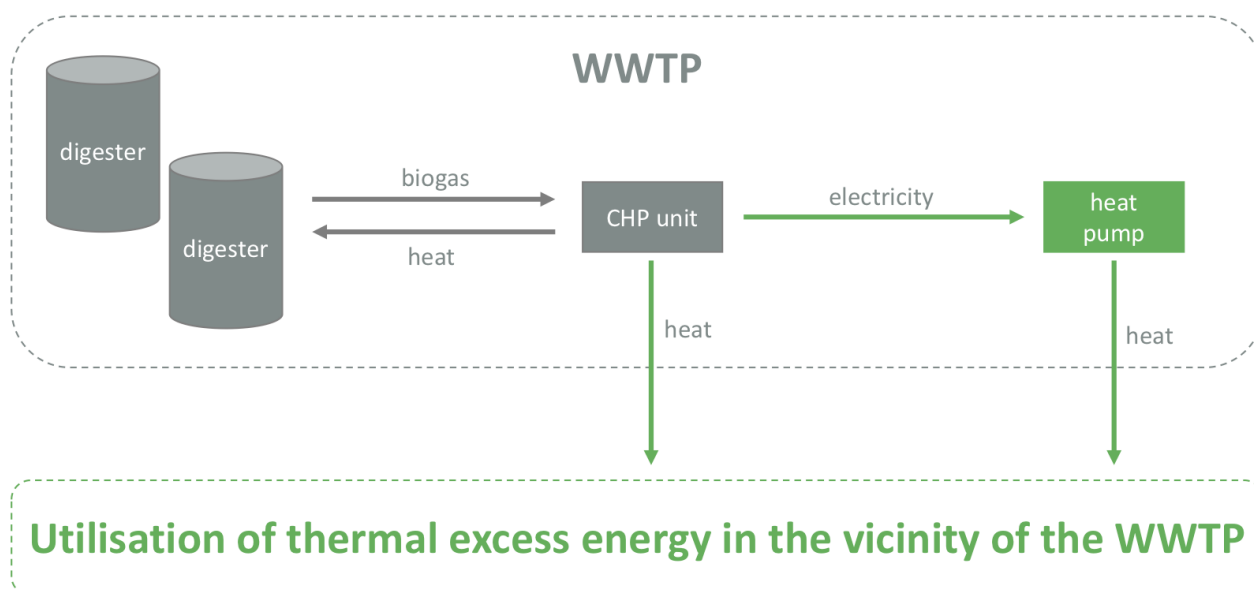 WWTP
digester
digester
biogas
heat
CHP unit
electricity
heat
pump
heat
heat
Utilisation of thermal excess energy in the vicinity of the WWTP